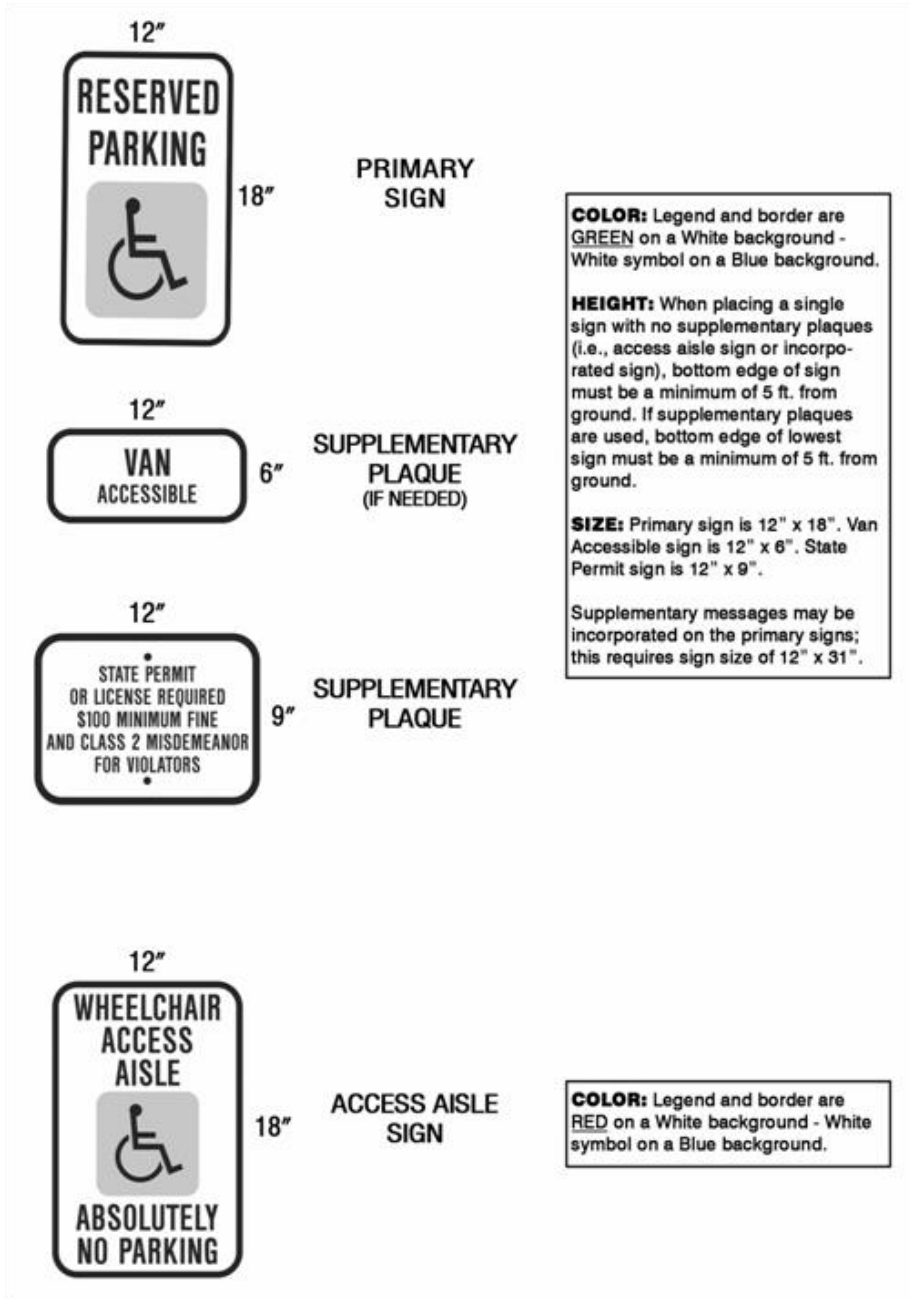 12″
RESERVED
PARKING
18″
PRIMARY
SIGN
12″
VAN
ACCESSIBLE
6″
SUPPLEMENTARY
PLAQUE
(IF NEEDED)
12″
STATE PERMIT
OR LICENSE REQUIRED
$100 MINIMUM FINE
AND CLASS 2 MISDEMEANOR
FOR VIOLATORS
9″
SUPPLEMENTARY
PLAQUE
COLOR: Legend and border are
GREEN on a White background -
White symbol on a Blue background.
HEIGHT: When placing a single
sign with no supplementary plaques
(i.e., access aisle sign or incorpo-
rated sign), bottom edge of sign
must be a minimum of 5 ft. from
ground. If supplementary plaques
are used, bottom edge of lowest
sign must be a minimum of 5 ft. from
ground.
SIZE: Primary sign is 12" x 18". Van
Accessible sign is 12" x 6". State
Permit sign is 12" x 9".
Supplementary messages may be
incorporated on the primary signs;
this requires sign size of 12" x 31".
12″
WHEELCHAIR
ACCESS
AISLE
ABSOLUTELY
NO PARKING
18″
ACCESS AISLE
SIGN
COLOR: Legend and border are
RED on a White background - White
symbol on a Blue background.